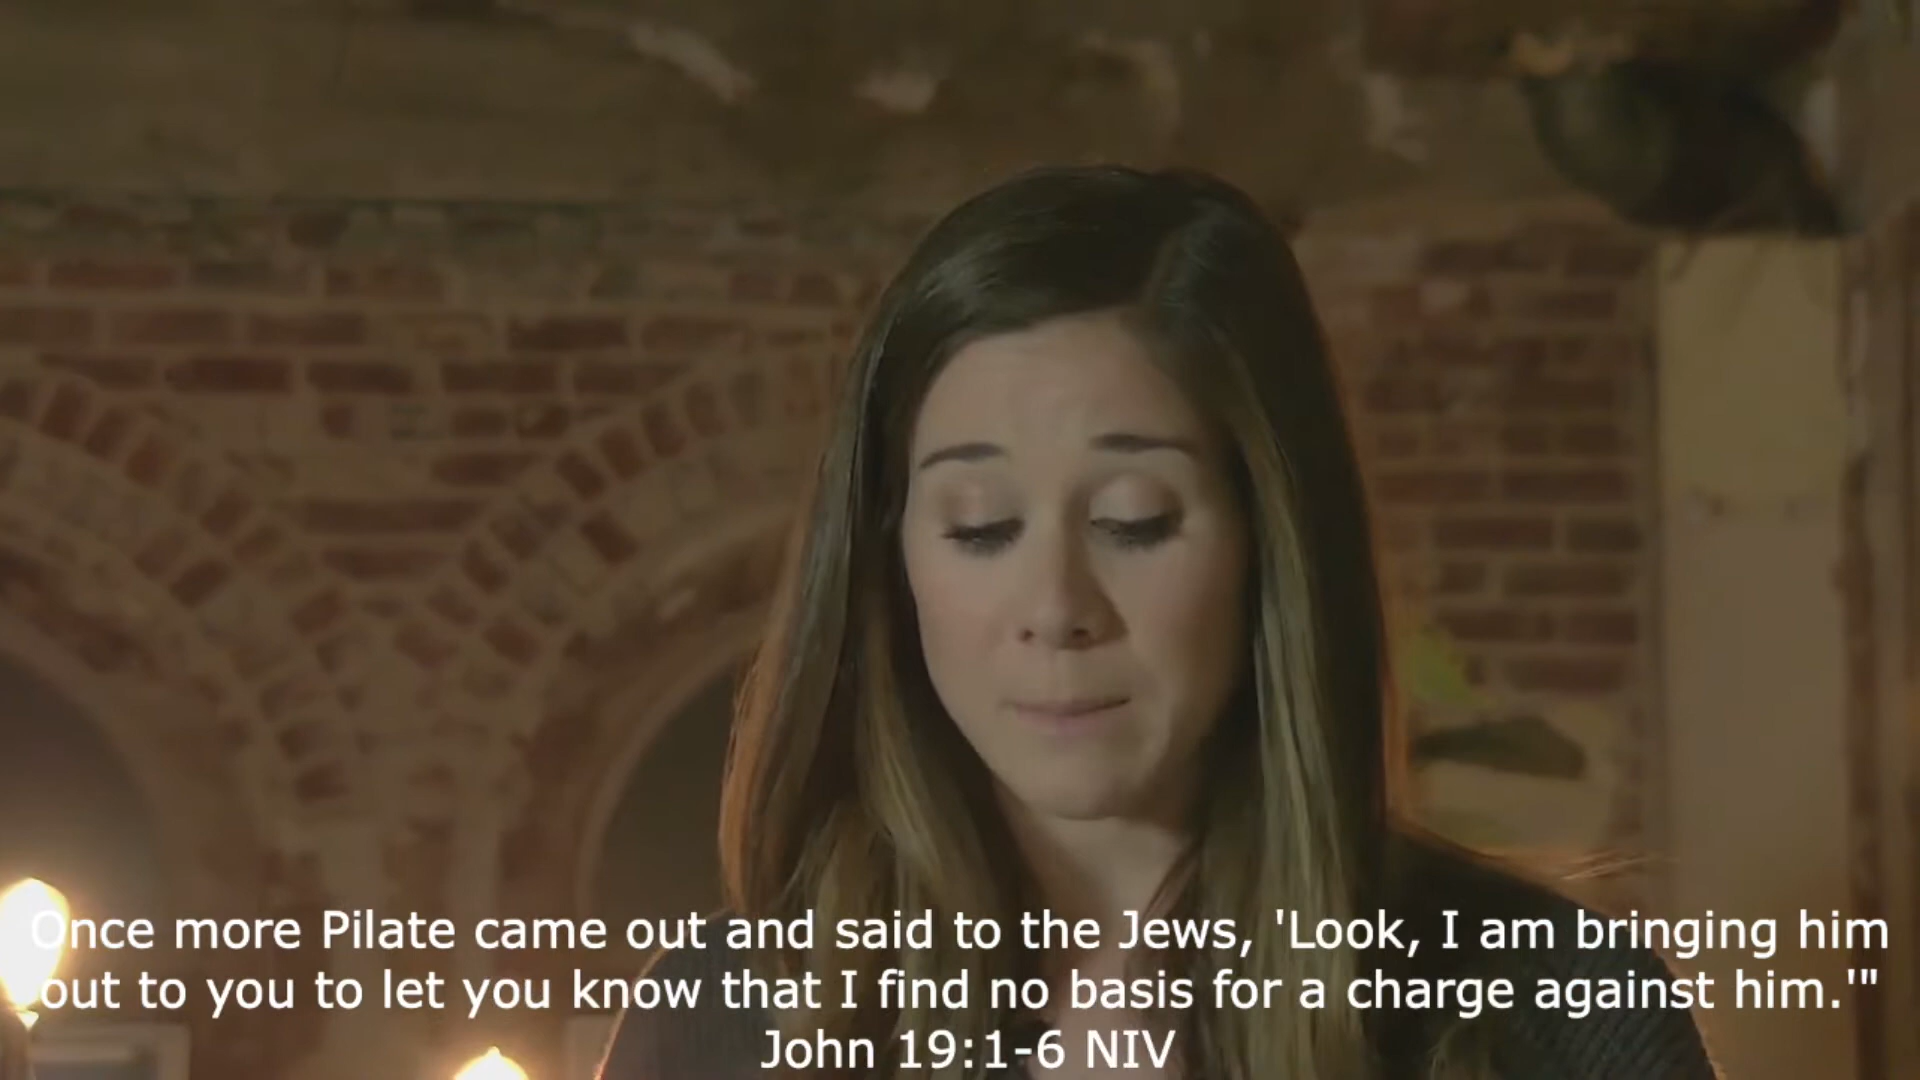 Once more Pilate came out and said to the Jews, 'Look, I am bringing him
out to you to let you know that I find no basis for a charge against him.'"
John 19:1-6 NIV